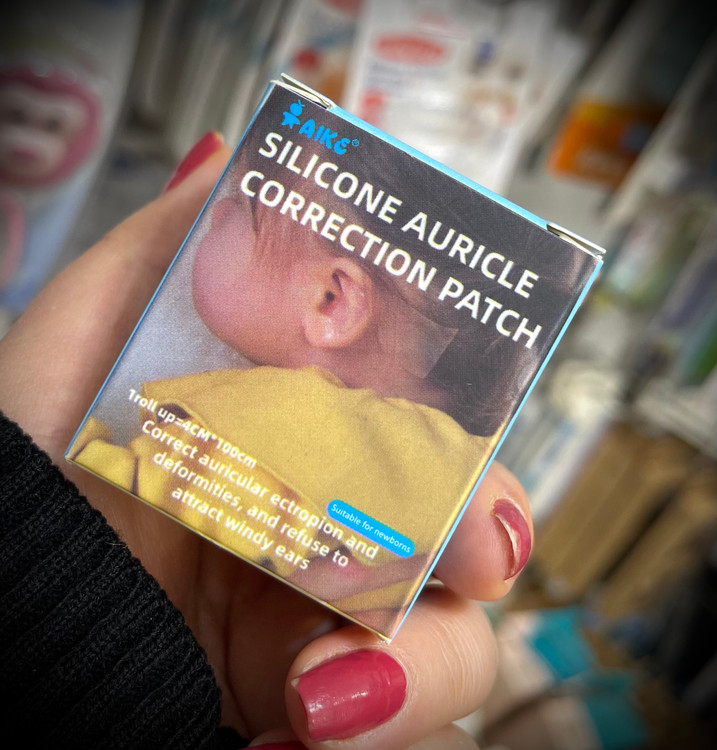 AIKE®
SILICONE AURICLE
CORRECTION PATCH
1roll up=4CM*100cm
Correct auricular ectropion and
deformities, and refuse to
attract windy ears
Suitable for newborns